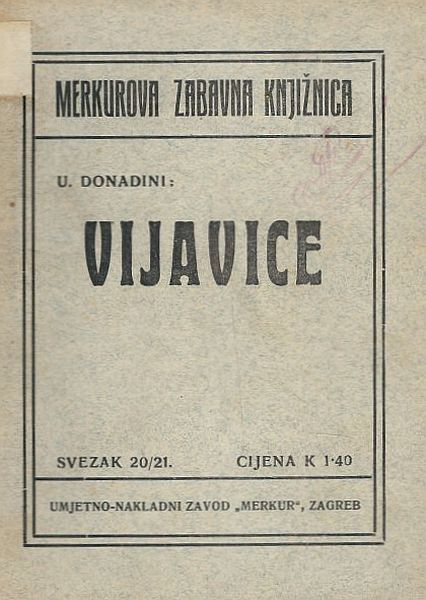 MERKUROVA ZABAVNA KNJIŽNICA
U. DONADINI:
VIJAVICE
SVEZAK 20/21. CIJENA K 1·40
UMJETNO-NAKLADNI ZAVOD „MERKUR“, ZAGREB